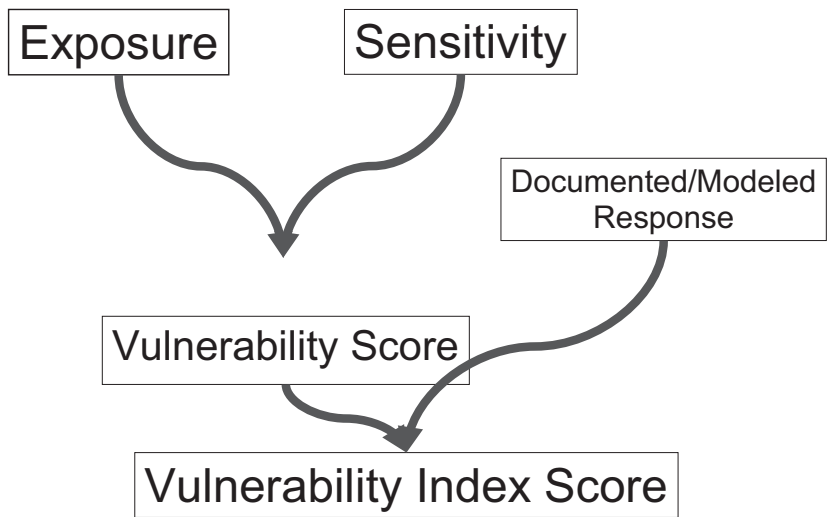 Exposure
Sensitivity
Documented/Modeled
Response
Vulnerability Score
Vulnerability Index Score